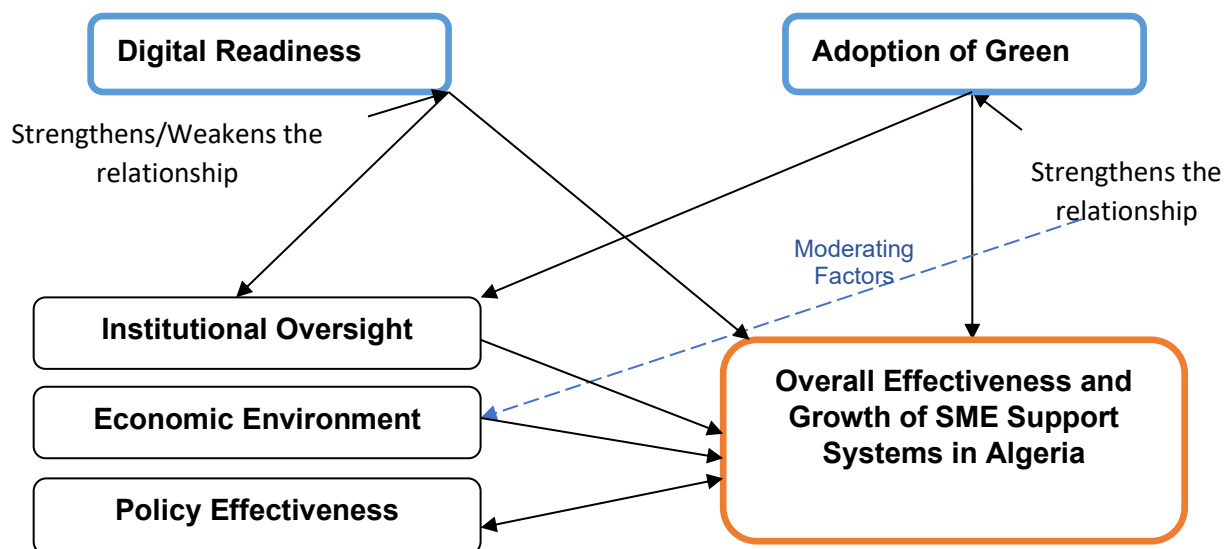 Digital Readiness
Adoption of Green
Strengthens/Weakens the
relationship
Strengthens the
relationship
Moderating
Factors
Institutional Oversight
Economic Environment
Policy Effectiveness
Overall Effectiveness and
Growth of SME Support
Systems in Algeria